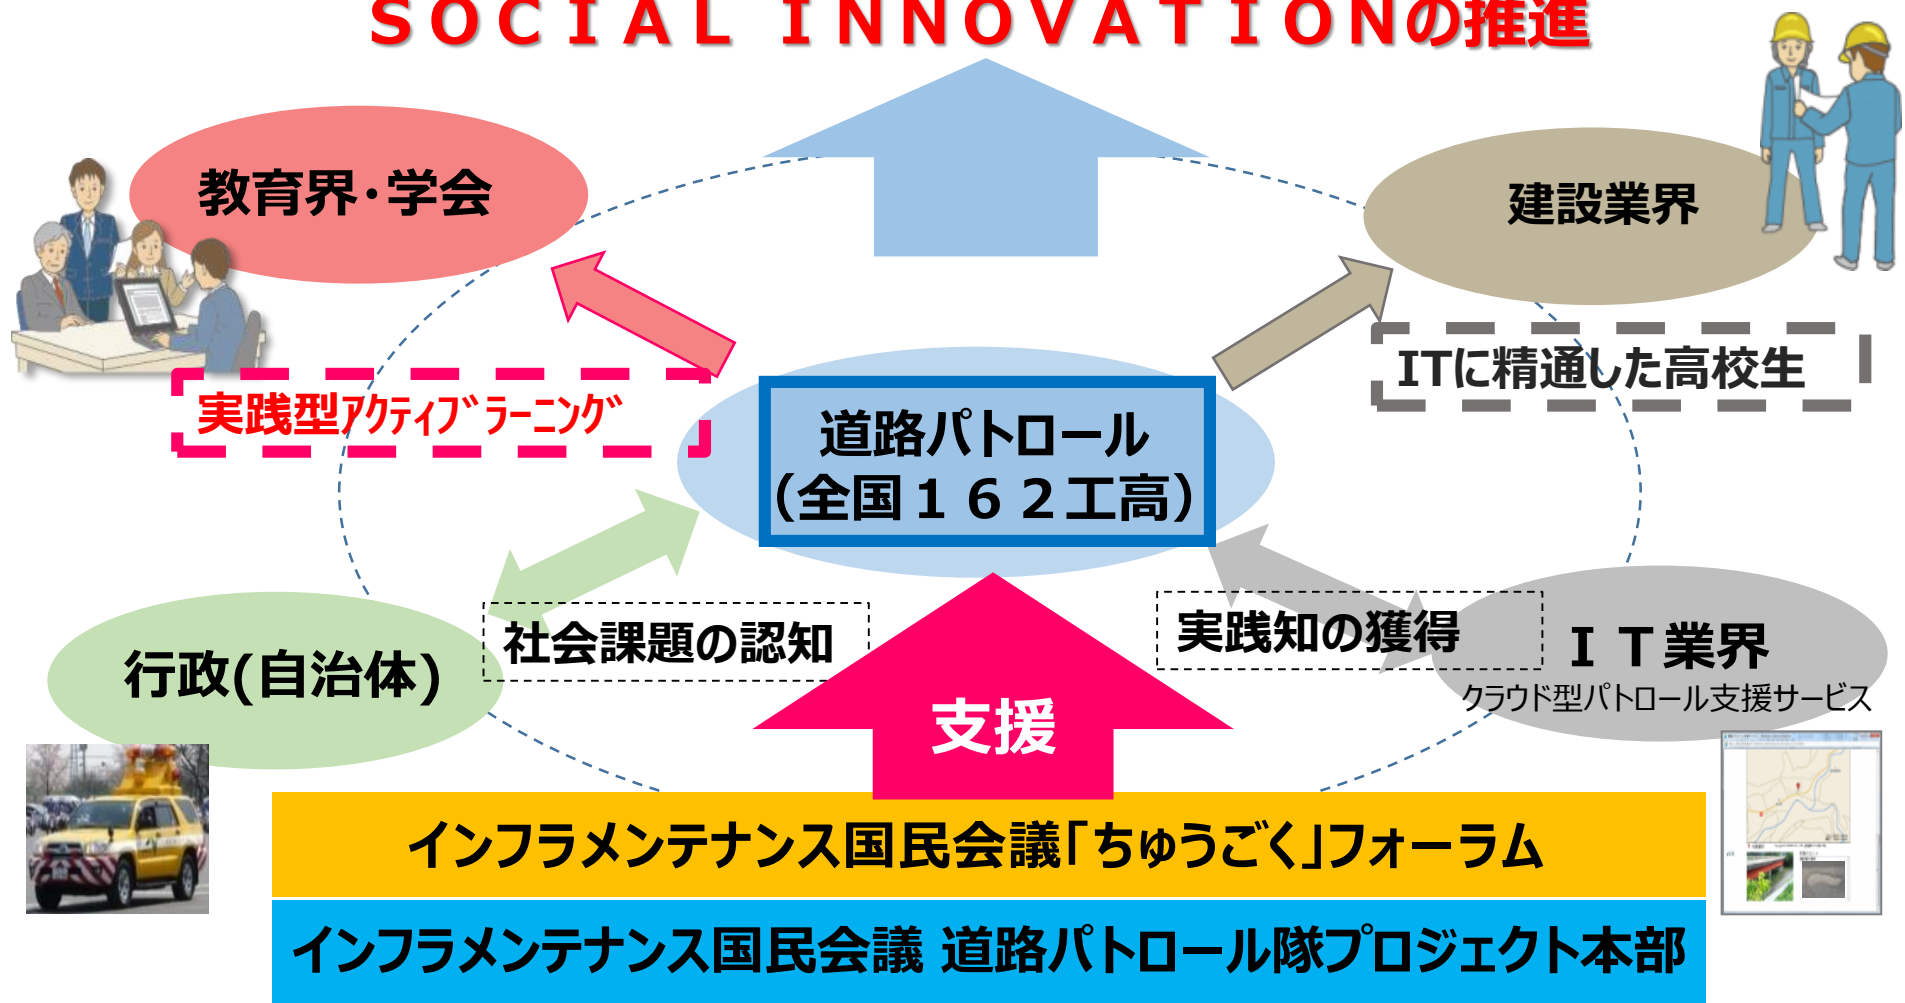 ＳＯＣＩＡＬ　ＩＮＮＯＶＡＴＩＯＮの推進
教育界・学会
建設業界
ITに精通した高校生
実践型ｱｸﾃｨﾌﾞﾗｰﾆﾝｸﾞ
道路パトロール
（全国１６２工高）
社会課題の認知
実践知の獲得
行政(自治体)
ＩＴ業界
クラウド型パトロール支援サービス
支援
インフラメンテナンス国民会議「ちゅうごく」フォーラム
インフラメンテナンス国民会議 道路パトロール隊プロジェクト本部